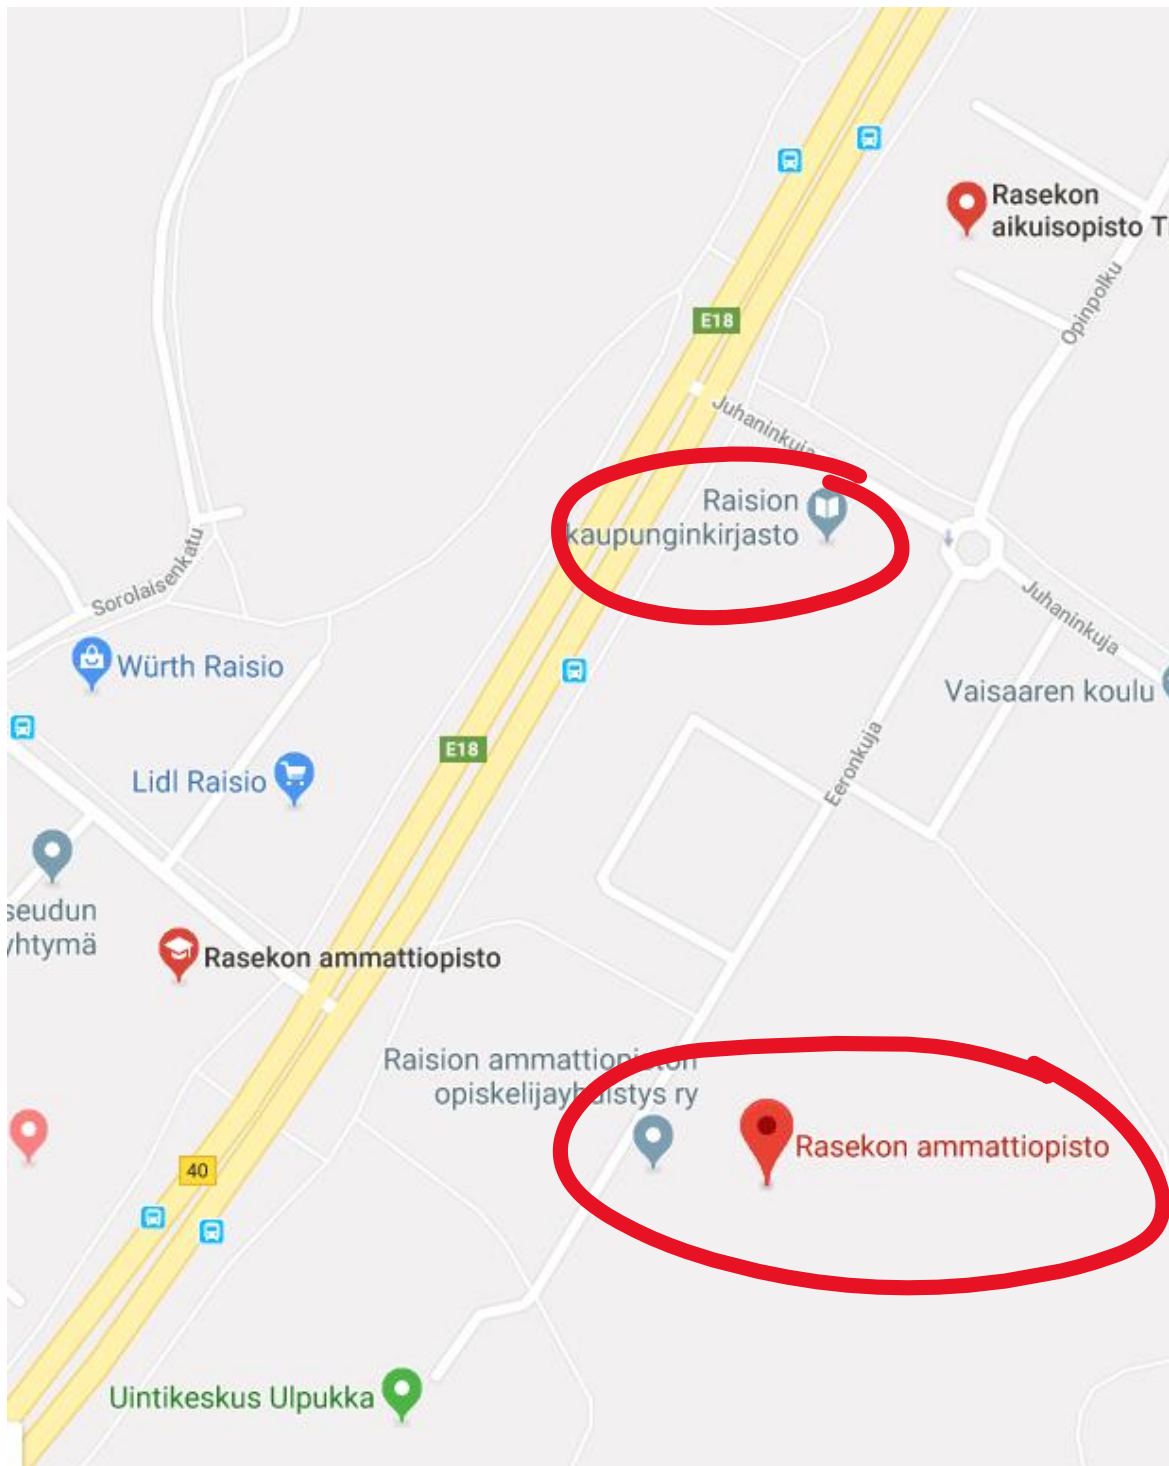 Rasekon
aikuisopisto T
Opinpolku
E18
Juhaninkuja
Raision
kaupunginkirjasto
Sorolaisenkatu
Juhaninkuja
Würth Raisio
Vaisaaren koulu
E18
Eeronkuja
Lidl Raisio
seudun
yhtymä
Rasekon ammattiopisto
Raision ammattiopiston
opiskelijayhdistys ry
Rasekon ammattiopisto
40
Uintikeskus Ulpukka